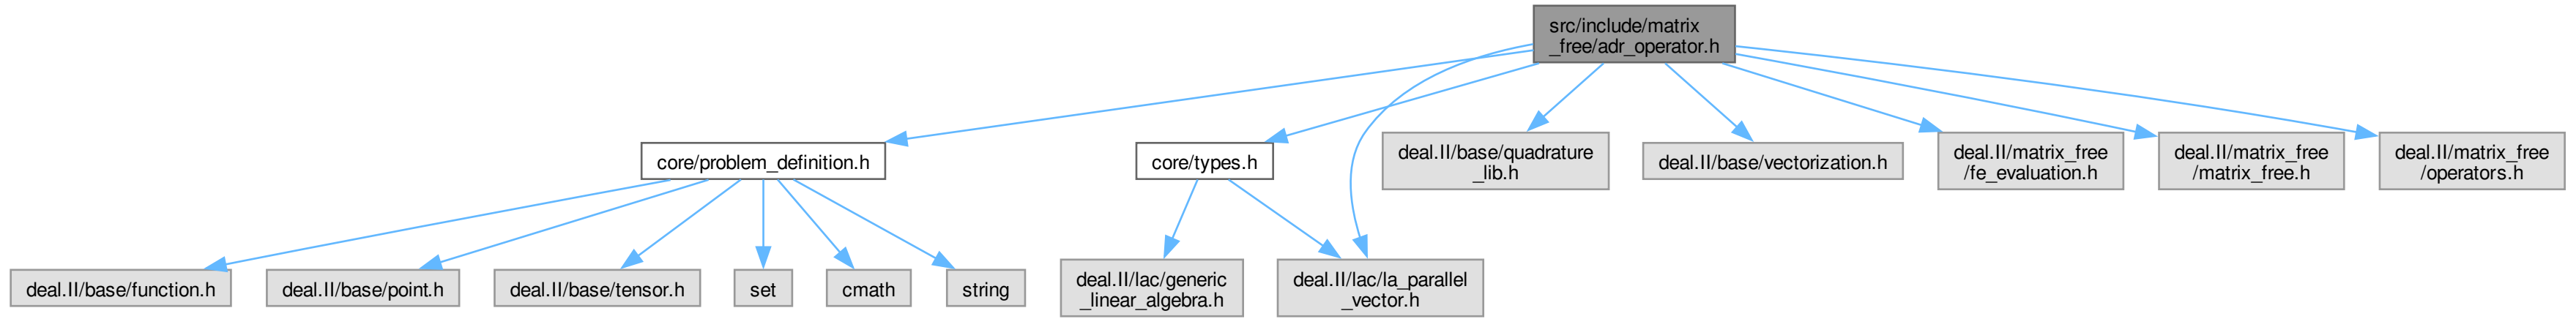 src/include/matrix
_free/adr_operator.h
core/problem_definition.h
core/types.h
deal.II/base/quadrature
_lib.h
deal.II/base/vectorization.h
deal.II/matrix_free
/fe_evaluation.h
deal.II/matrix_free
/matrix_free.h
deal.II/matrix_free
/operators.h
deal.II/base/function.h
deal.II/base/point.h
deal.II/base/tensor.h
set
cmath
string
deal.II/lac/generic
_linear_algebra.h
deal.II/lac/la_parallel
_vector.h